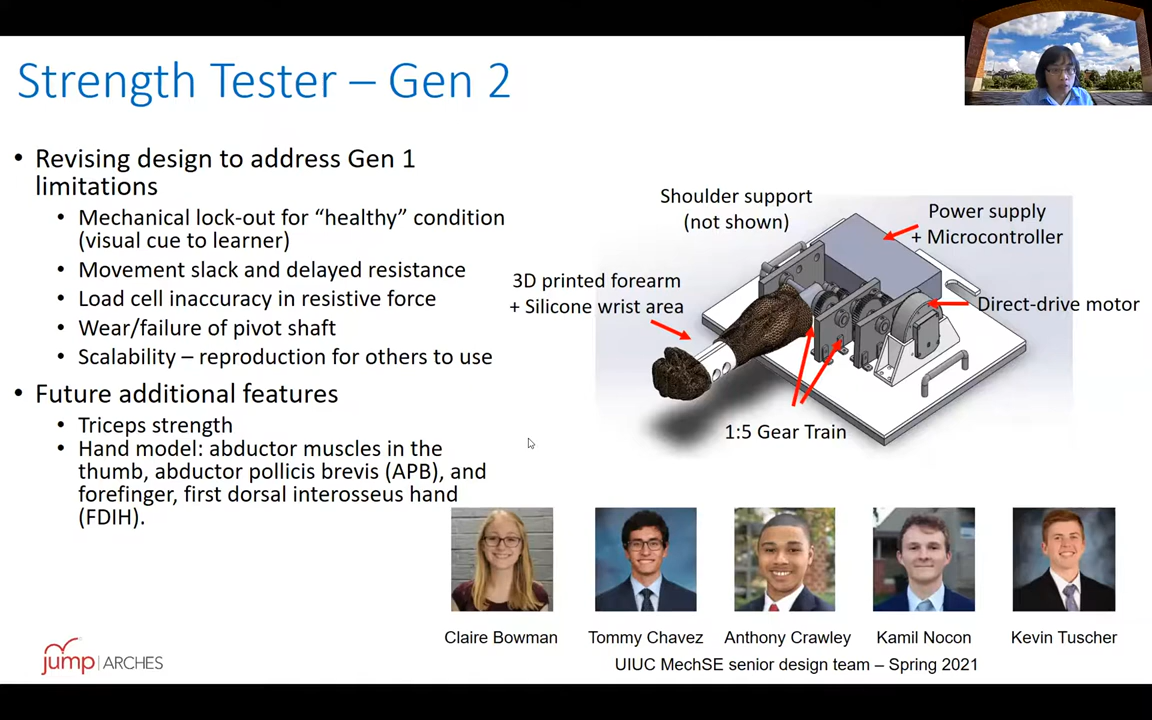 Strength Tester – Gen 2
• Revising design to address Gen 1
limitations
• Mechanical lock-out for “healthy” condition
(visual cue to learner)
• Movement slack and delayed resistance
• Load cell inaccuracy in resistive force
• Wear/failure of pivot shaft
• Scalability – reproduction for others to use
• Future additional features
• Triceps strength
• Hand model: abductor muscles in the
thumb, abductor pollicis brevis (APB), and
forefinger, first dorsal interosseus hand
(FDIH).
Shoulder support
(not shown)
Power supply
+ Microcontroller
3D printed forearm
+ Silicone wrist area
Direct-drive motor
1:5 Gear Train
Claire Bowman
Tommy Chavez
Anthony Crawley
Kamil Nocon
Kevin Tuscher
UIUC MechSE senior design team – Spring 2021
jump | ARCHES